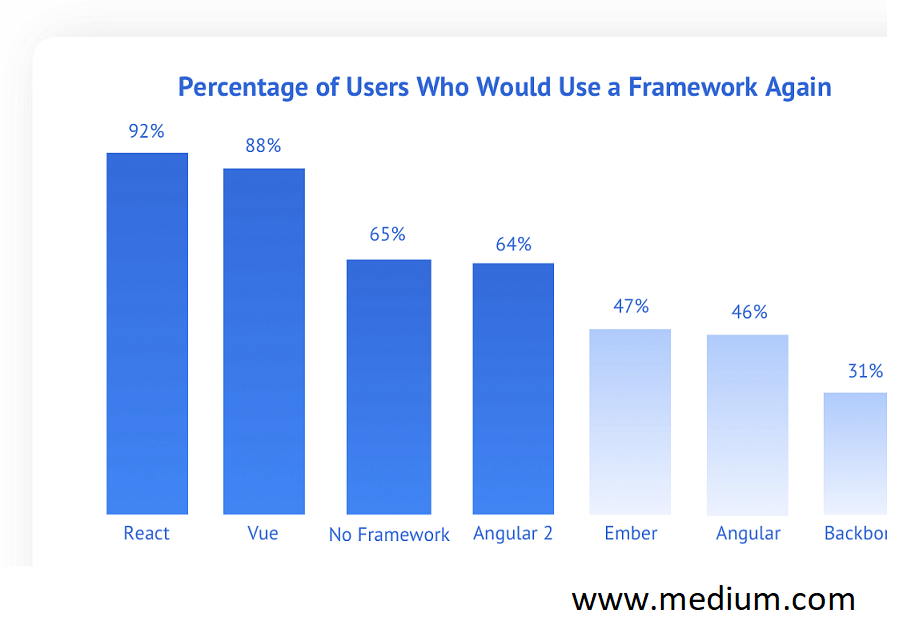 Percentage of Users Who Would Use a Framework Again
92%
88%
65%
64%
47%
46%
31%
React
Vue
No Framework
Angular 2
Ember
Angular
Backbon
www.medium.com